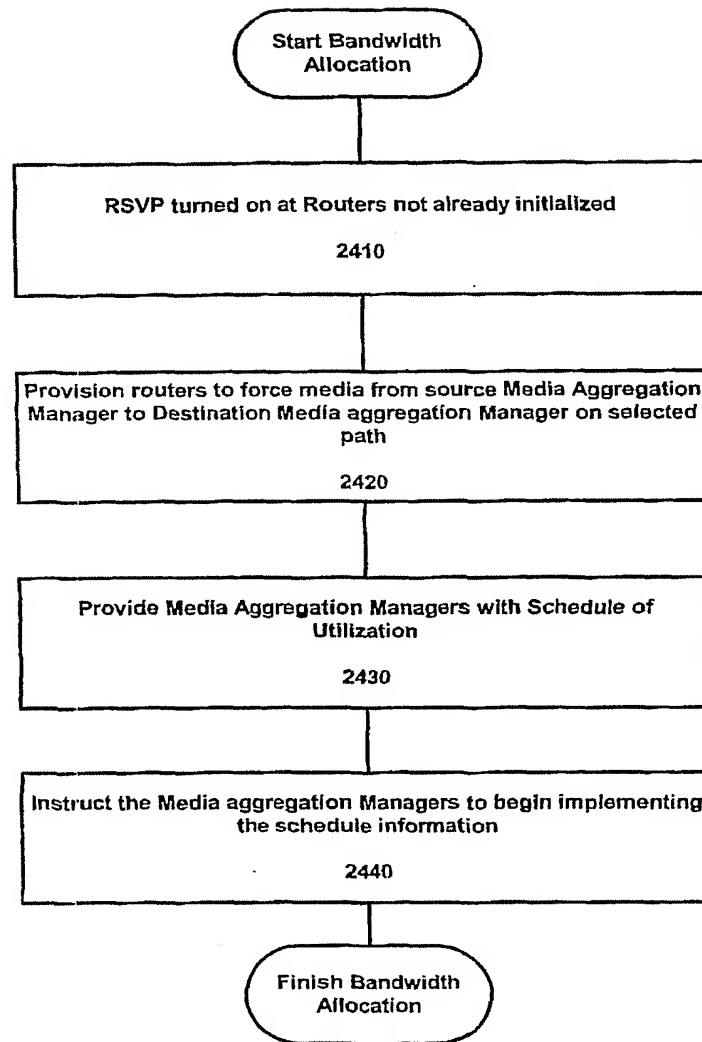 Start Bandwidth
Allocation
RSVP turned on at Routers not already initialized
2410
Provision routers to force media from source Media Aggregation
Manager to Destination Media aggregation Manager on selected
path
2420
Provide Media Aggregation Managers with Schedule of
Utilization
2430
Instruct the Media aggregation Managers to begin implementing
the schedule information
2440
Finish Bandwidth
Allocation